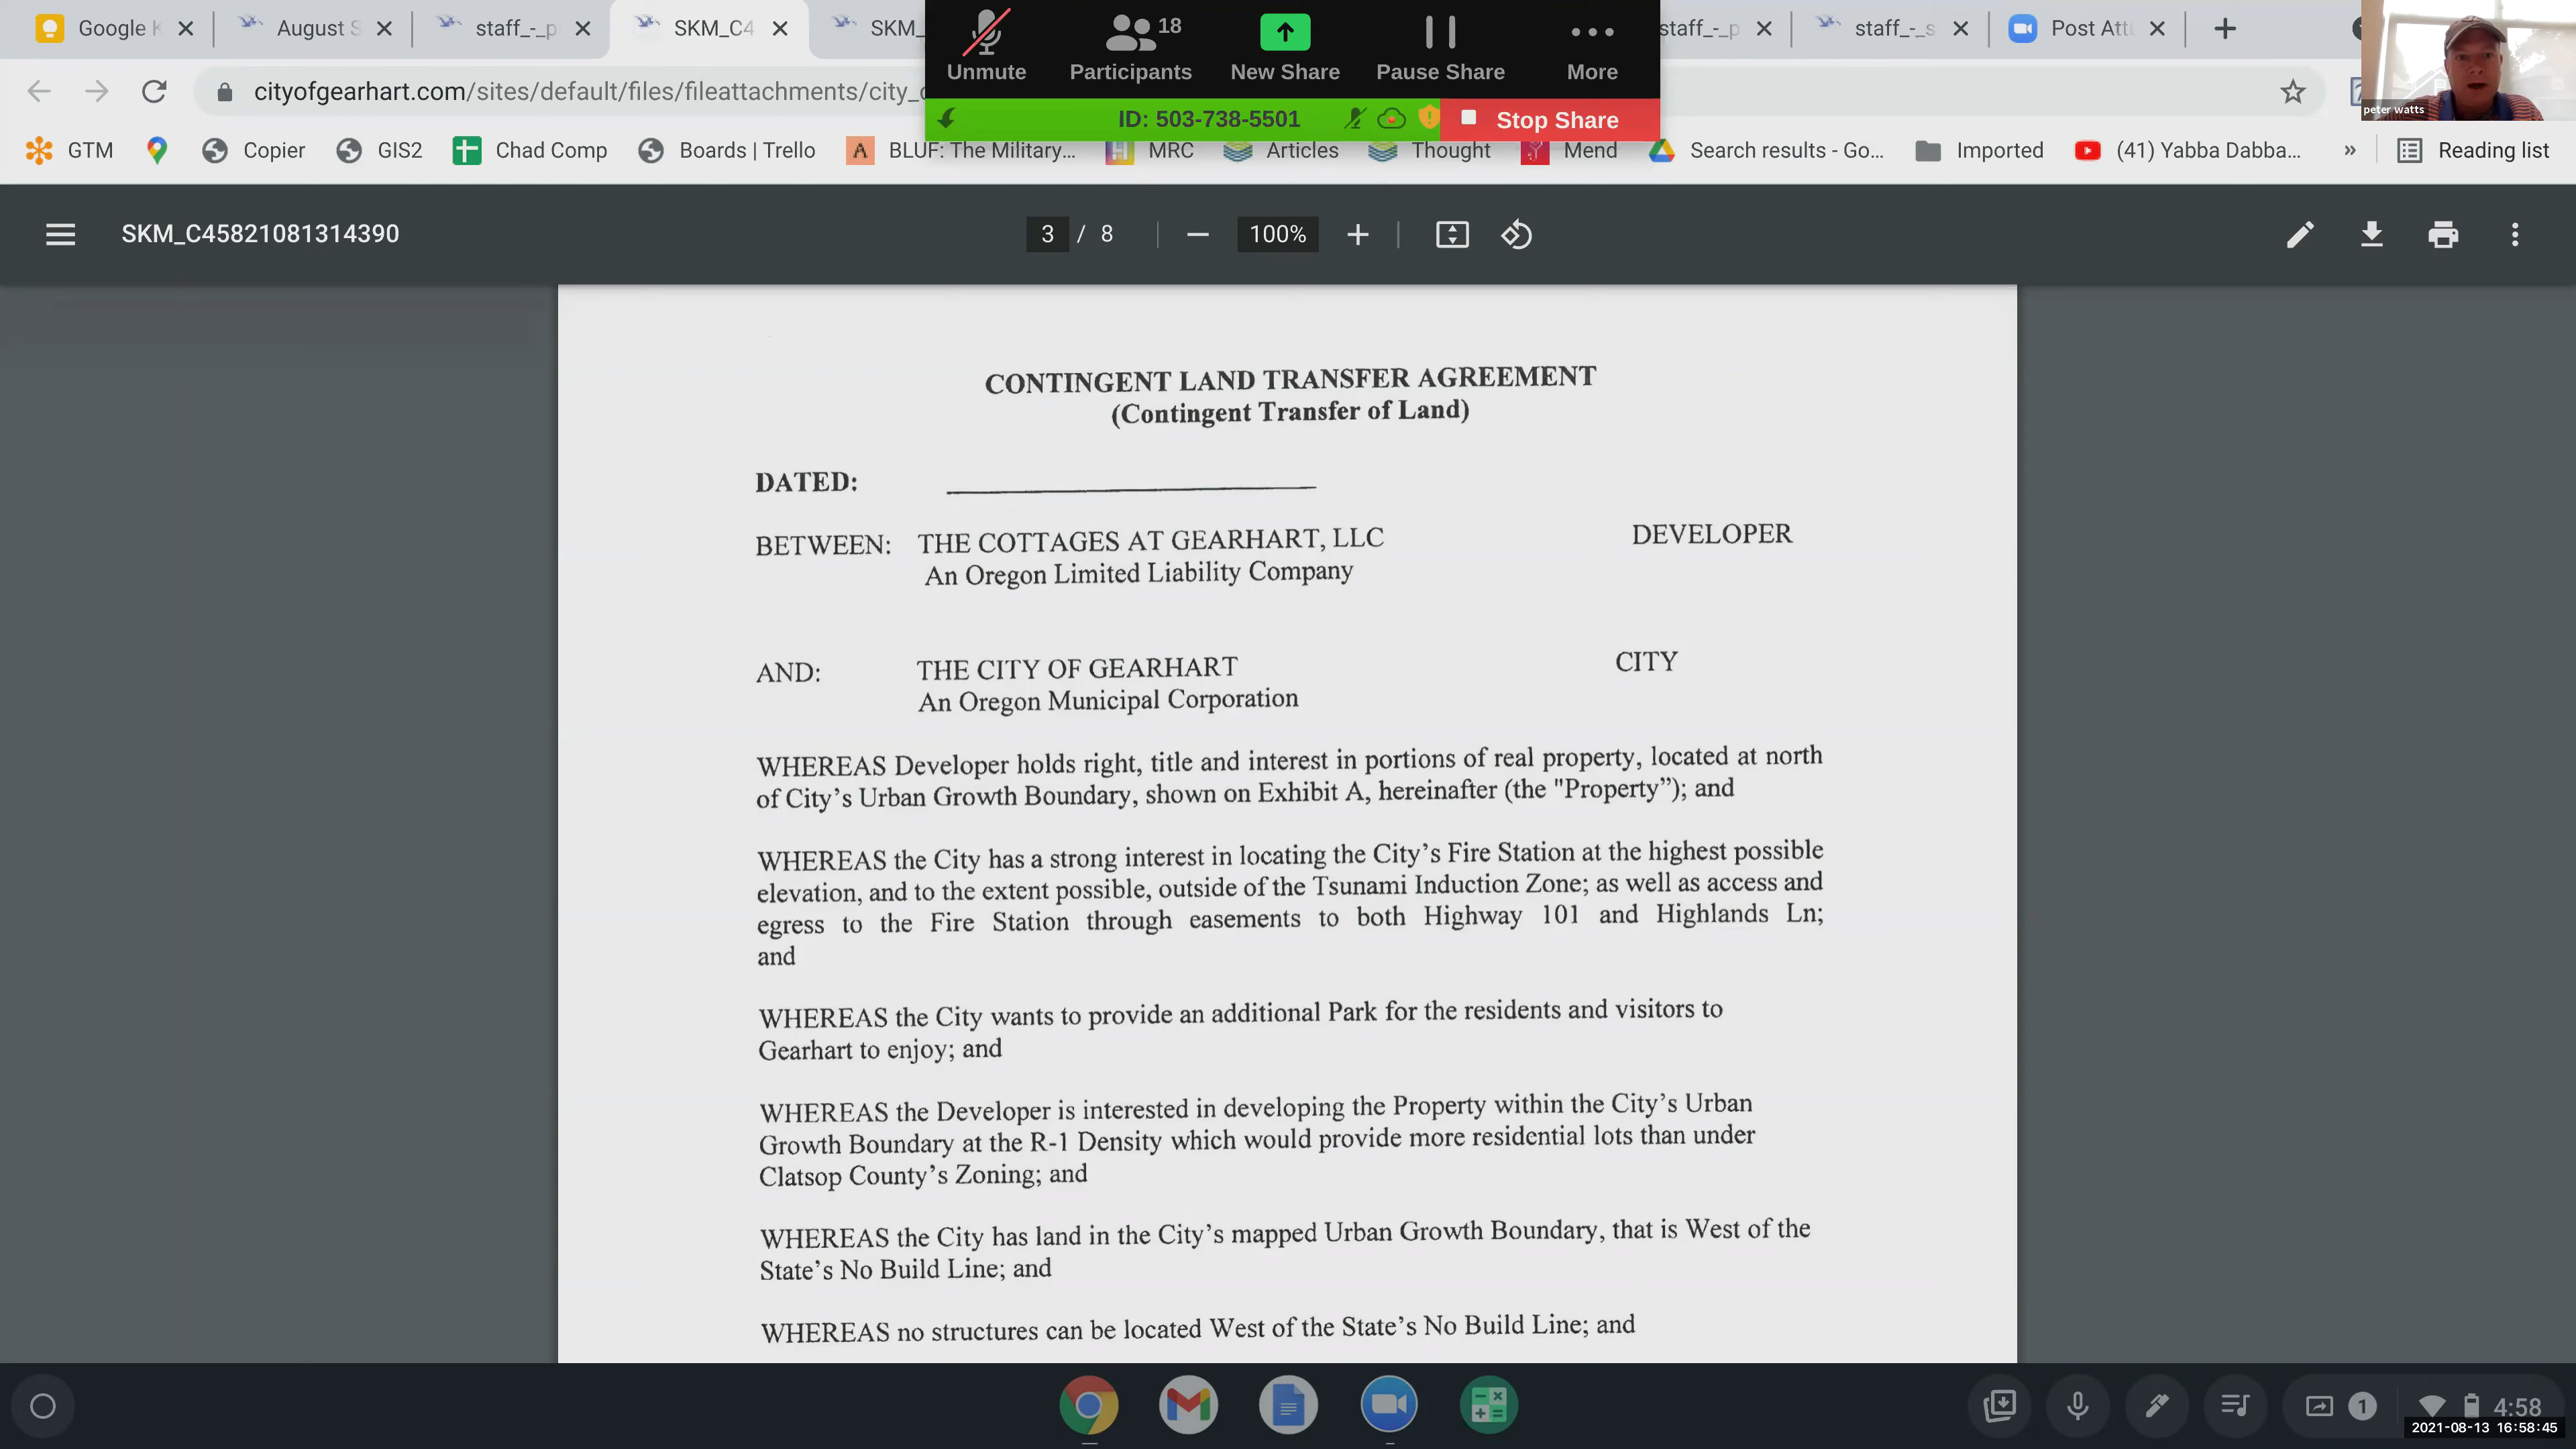 Google K
August S
staff_-_p
SKM_C4
SKM_
staff_-_p
staff_-_s
Post Att
Unmute
Participants
18
New Share
Pause Share
More
cityofgearhart.com/sites/default/files/fileattachments/city_
ID: 503-738-5501
Stop Share
peter watts
GTM
Copier
GIS2
Chad Comp
Boards | Trello
BLUF: The Military…
MRC
Articles
Thought
Mend
Search results - Go…
Imported
(41) Yabba Dabba…
»
Reading list
SKM_C45821081314390
3 / 8
100%
CONTINGENT LAND TRANSFER AGREEMENT
(Contingent Transfer of Land)
DATED:
BETWEEN: THE COTTAGES AT GEARHART, LLC DEVELOPER
An Oregon Limited Liability Company
AND: THE CITY OF GEARHART CITY
An Oregon Municipal Corporation
WHEREAS Developer holds right, title and interest in portions of real property, located at north
of City's Urban Growth Boundary, shown on Exhibit A, hereinafter (the "Property"); and
WHEREAS the City has a strong interest in locating the City's Fire Station at the highest possible
elevation, and to the extent possible, outside of the Tsunami Induction Zone; as well as access and
egress to the Fire Station through easements to both Highway 101 and Highlands Ln;
and
WHEREAS the City wants to provide an additional Park for the residents and visitors to
Gearhart to enjoy; and
WHEREAS the Developer is interested in developing the Property within the City's Urban
Growth Boundary at the R-1 Density which would provide more residential lots than under
Clatsop County's Zoning; and
WHEREAS the City has land in the City's mapped Urban Growth Boundary, that is West of the
State's No Build Line; and
WHEREAS no structures can be located West of the State's No Build Line; and
1
4:58
2021-08-13 16:58:45